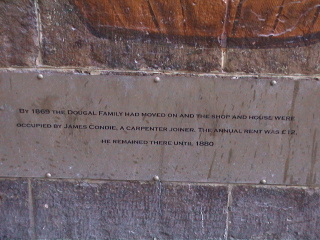 By 1869 the Dougal Family had moved on and the shop and house were
occupied by James Condie, a carpenter joiner. The annual rent was £12.
He remained there until 1880